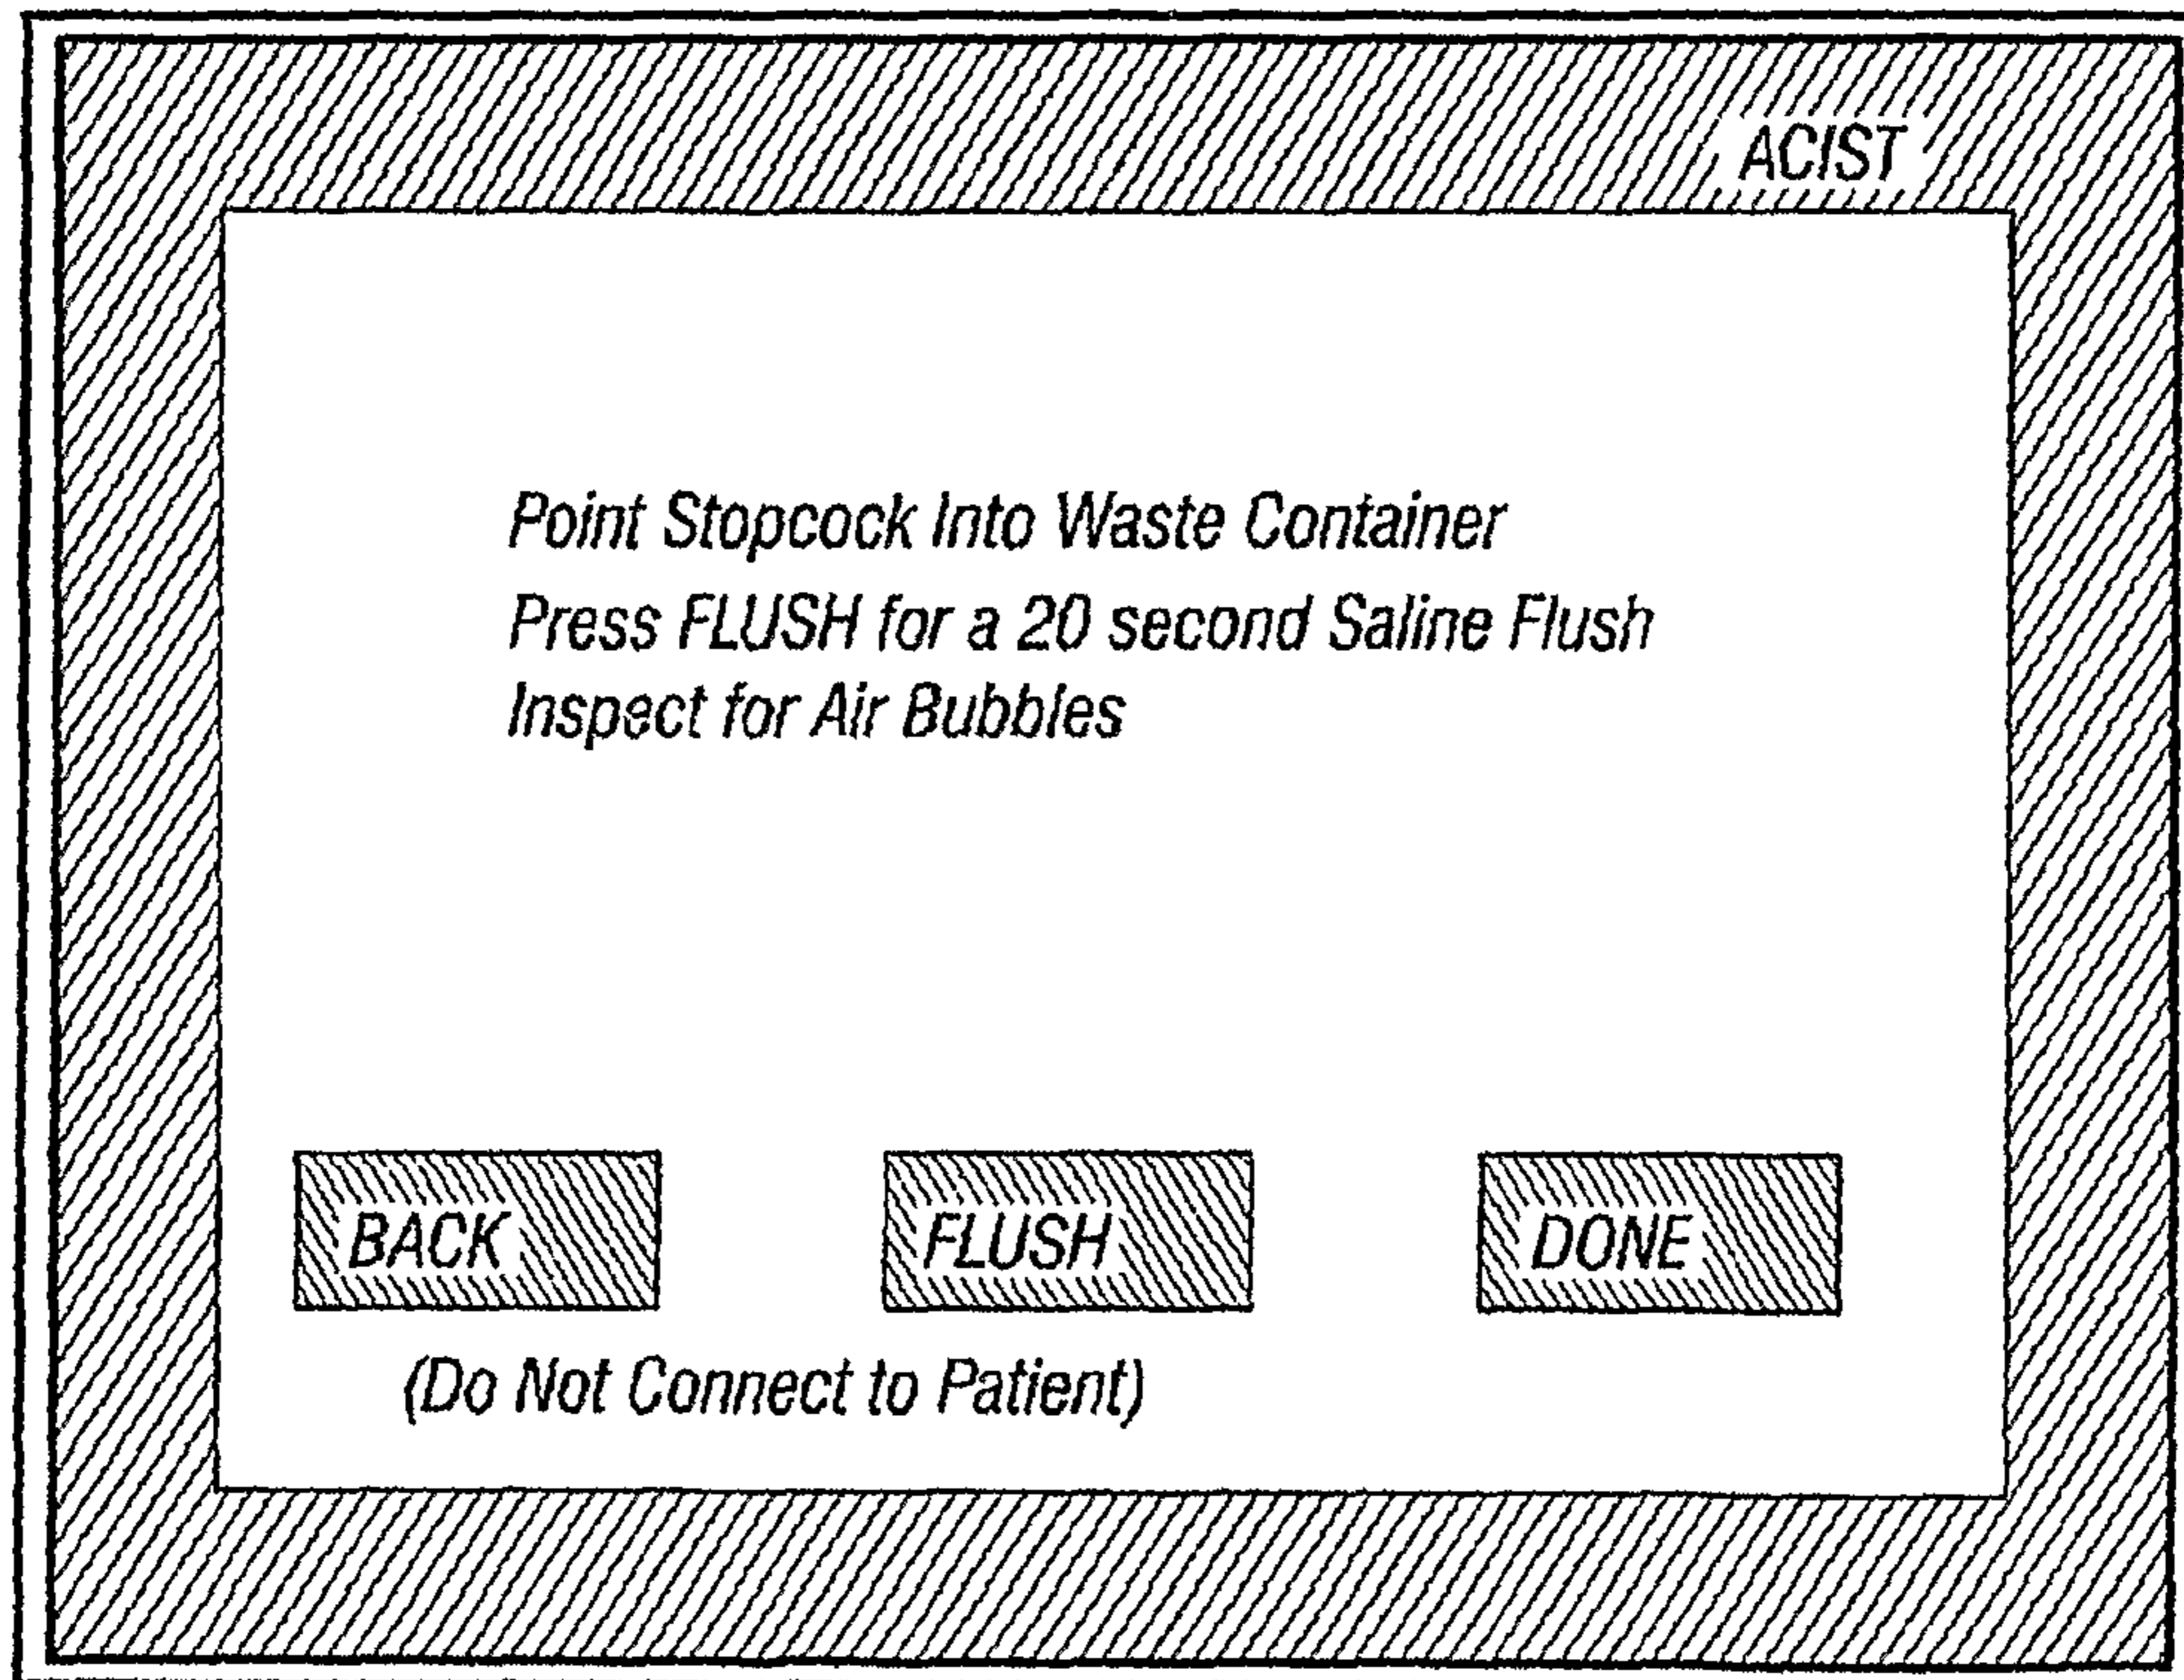 ACIST
Point Stopcock Into Waste Container
Press FLUSH for a 20 second Saline Flush
Inspect for Air Bubbles
BACK FLUSH DONE
(Do Not Connect to Patient)